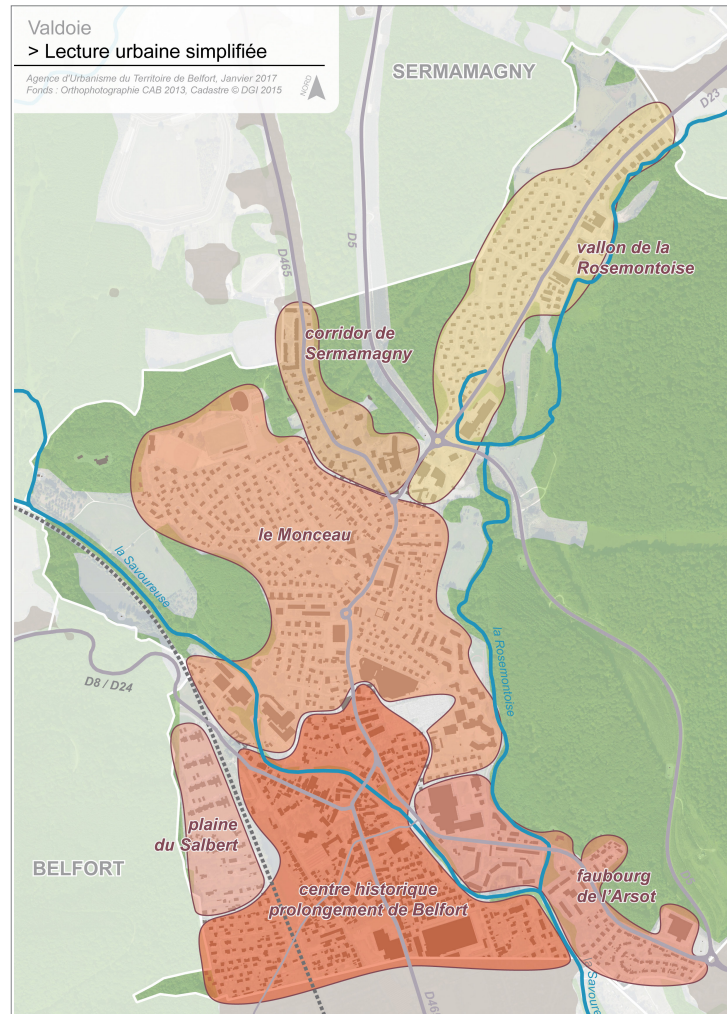 Valdoie
> Lecture urbaine simplifiée
Agence d'Urbanisme du Territoire de Belfort, Janvier 2017
Fonds : Orthophotographie CAB 2013, Cadastre © DGI 2015
NORD
SERMAMAGNY
D23
D465
D5
vallon de la
Rosemontoise
corridor de
Sermamagny
le Monceau
la Savoureuse
la Rosemontoise
D8 / D24
plaine
du Salbert
BELFORT
centre historique
prolongement de Belfort
faubourg
de l'Arsot
la Savoure
D46